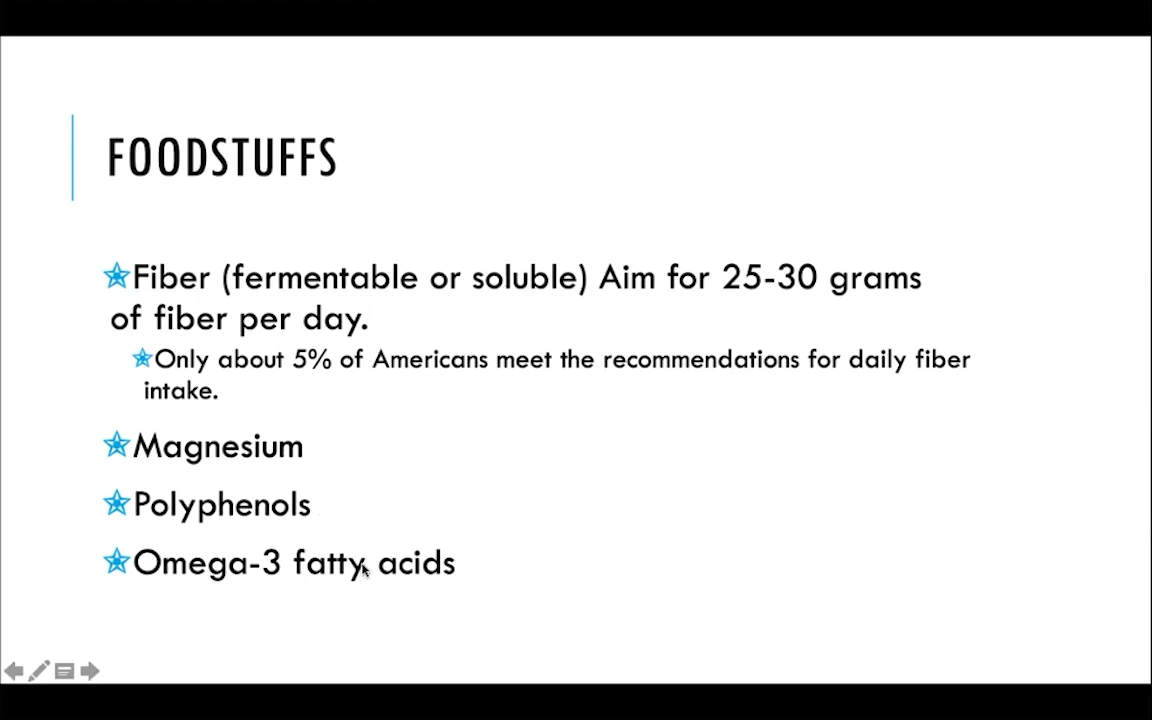 FOODSTUFFS
Fiber (fermentable or soluble) Aim for 25-30 grams
of fiber per day.
Only about 5% of Americans meet the recommendations for daily fiber
intake.
Magnesium
Polyphenols
Omega-3 fatty acids